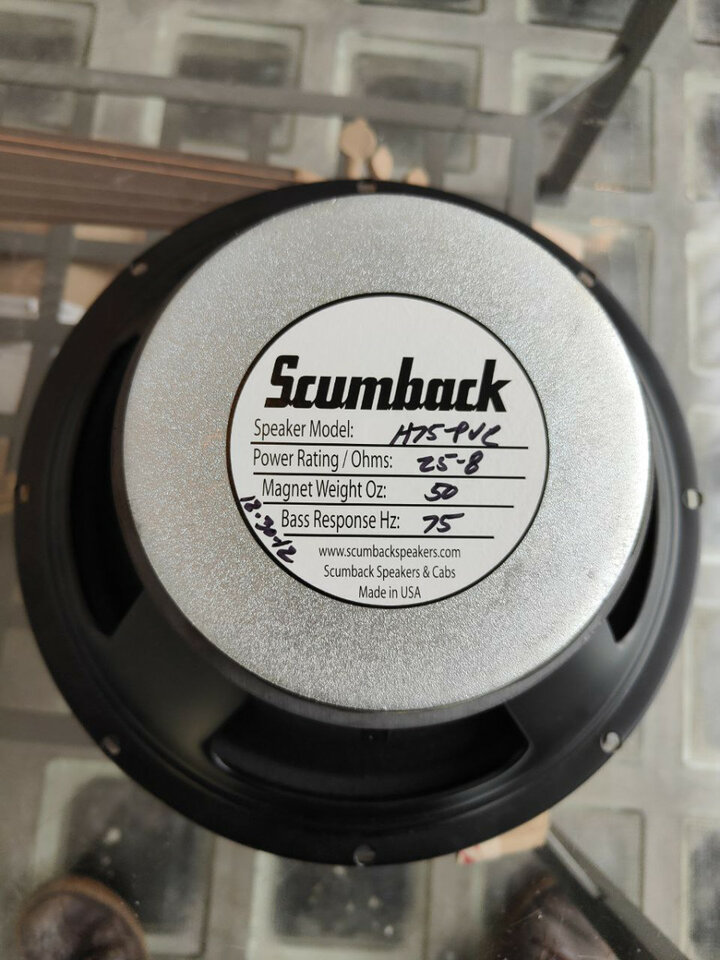 Scumback
Speaker Model: H75-PVC
Power Rating / Ohms: 25-8
Magnet Weight Oz: 50
Bass Response Hz: 75
12-30-12
www.scumbackspeakers.com
Scumback Speakers & Cabs
Made in USA